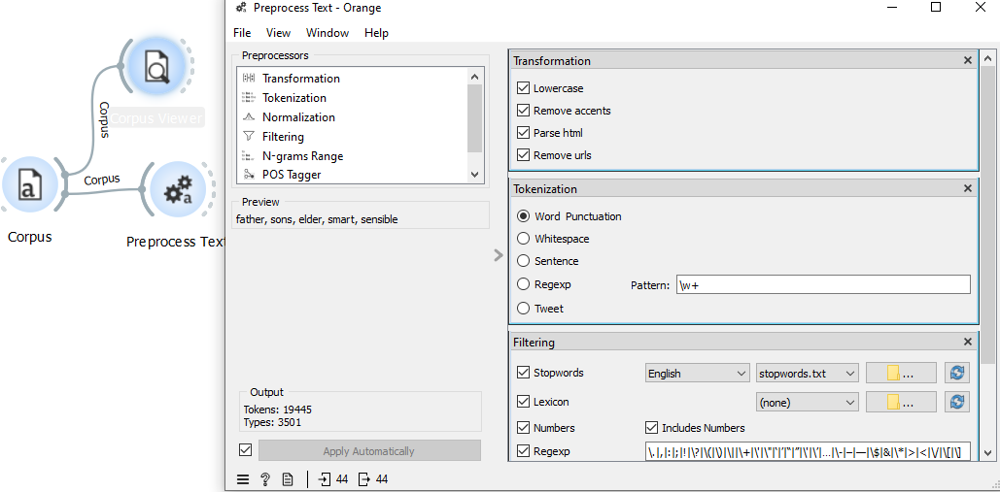 Preprocess Text - Orange
File View Window Help
Corpus Viewer
Corpus
Corpus
Corpus
Preprocess Text
Preprocessors
Transformation
Tokenization
Normalization
Filtering
N-grams Range
POS Tagger
Preview
father, sons, elder, smart, sensible
Output
Tokens: 19445
Types: 3501
Apply Automatically
44 44
Transformation
Lowercase
Remove accents
Parse html
Remove urls
Tokenization
Word Punctuation
Whitespace
Sentence
Regexp Pattern: \w+
Tweet
Filtering
Stopwords English stopwords.txt ...
Lexicon (none) ...
Numbers Includes Numbers
Regexp